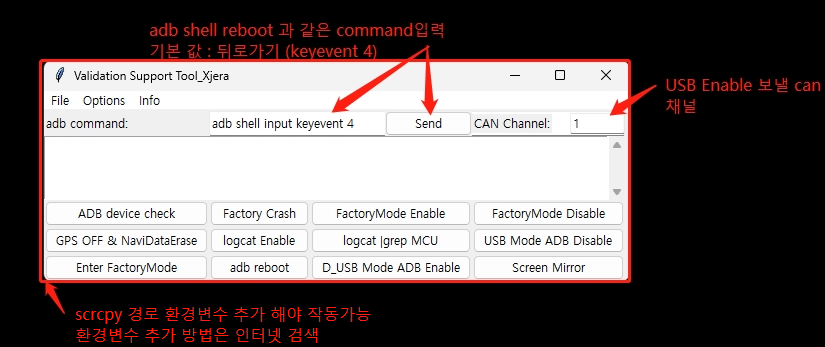 adb shell reboot 과 같은 command입력
기본 값 : 뒤로가기 (keyevent 4)
Validation Support Tool_Xjera
USB Enable 보낼 can
채널
File Options Info
adb command: adb shell input keyevent 4 Send CAN Channel: 1
ADB device check Factory Crash FactoryMode Enable FactoryMode Disable
GPS OFF & NaviDataErase logcat Enable logcat |grep MCU USB Mode ADB Disable
Enter FactoryMode adb reboot D_USB Mode ADB Enable Screen Mirror
scrcpy 경로 환경변수 추가 해야 작동가능
환경변수 추가 방법은 인터넷 검색